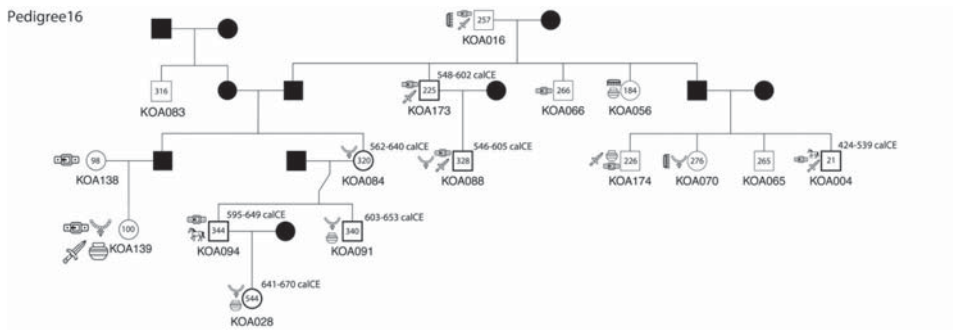 Pedigree16
257
KOA016
316
KOA083
548-602 calCE
225
KOA173
266
KOA066
184
KOA056
98
KOA138
562-640 calCE
320
KOA084
546-605 calCE
328
KOA088
226
KOA174
276
KOA070
265
KOA065
424-539 calCE
21
KOA004
100
KOA139
595-649 calCE
344
KOA094
603-653 calCE
340
KOA091
641-670 calCE
544
KOA028